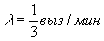 λ = 1/3 выз / мин